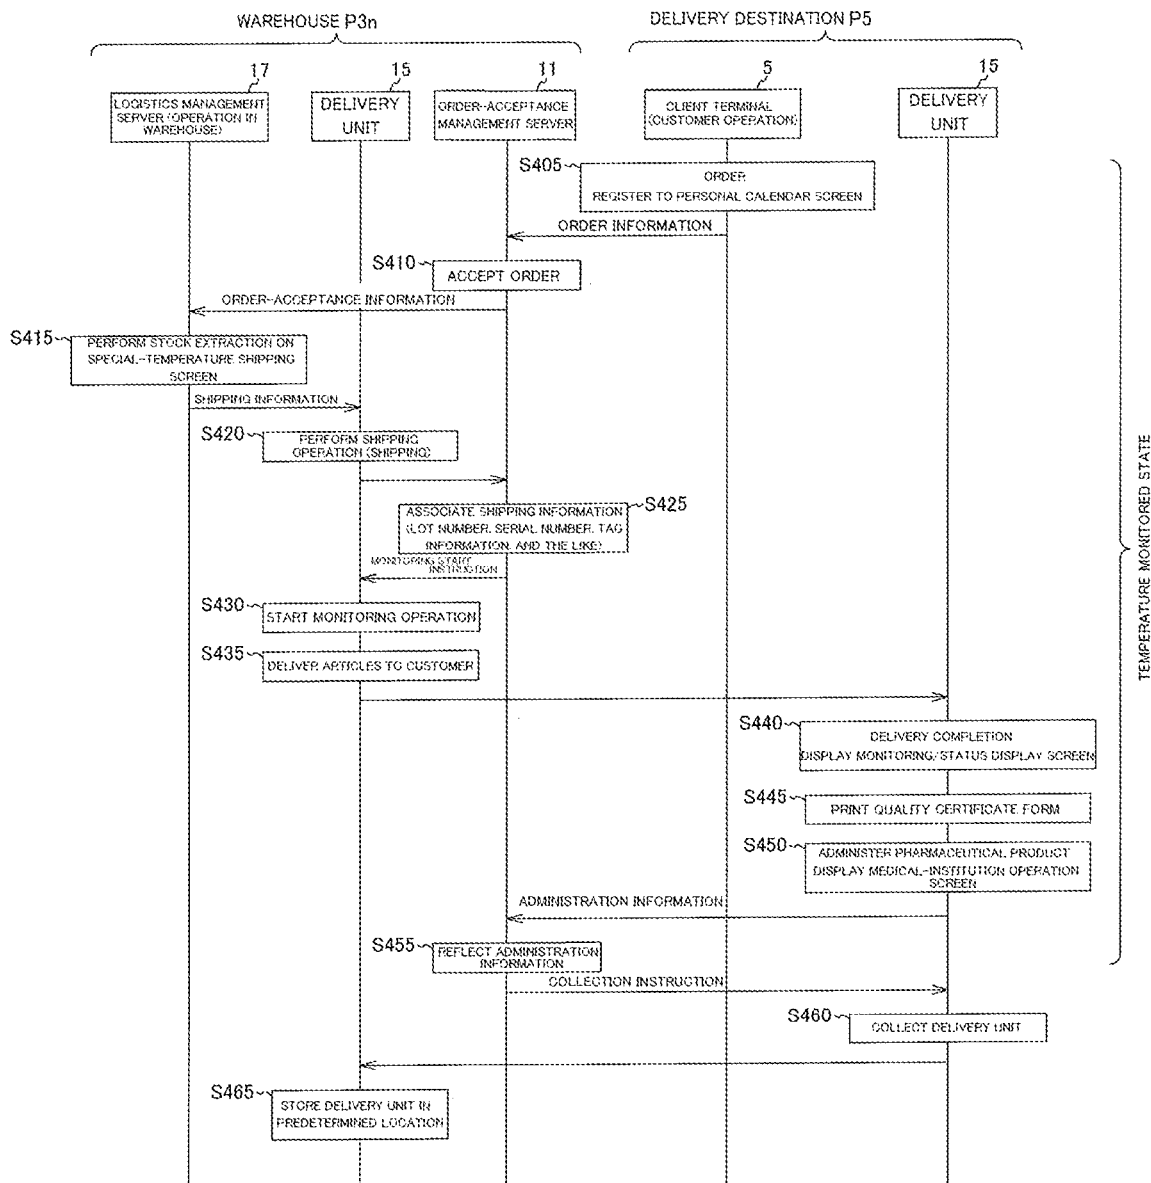 WAREHOUSE P3n
DELIVERY DESTINATION P5
17
15
11
5
15
LOGISTICS MANAGEMENT
SERVER (OPERATION IN
WAREHOUSE)
DELIVERY
UNIT
ORDER-ACCEPTANCE
MANAGEMENT SERVER
CLIENT TERMINAL
(CUSTOMER OPERATION)
DELIVERY
UNIT
S405
ORDER
REGISTER TO PERSONAL CALENDAR SCREEN
ORDER INFORMATION
S410
ACCEPT ORDER
ORDER-ACCEPTANCE INFORMATION
S415
PERFORM STOCK EXTRACTION ON
SPECIAL-TEMPERATURE SHIPPING
SCREEN
SHIPPING INFORMATION
S420
PERFORM SHIPPING
OPERATION (SHIPPING)
S425
ASSOCIATE SHIPPING INFORMATION
(LOT NUMBER, SERIAL NUMBER, TAG
INFORMATION, AND THE LIKE)
MONITORING START
INSTRUCTION
S430
START MONITORING OPERATION
S435
DELIVER ARTICLES TO CUSTOMER
S440
DELIVERY COMPLETION
DISPLAY MONITORING/STATUS DISPLAY SCREEN
S445
PRINT QUALITY CERTIFICATE FORM
S450
ADMINISTER PHARMACEUTICAL PRODUCT
DISPLAY MEDICAL-INSTITUTION OPERATION
SCREEN
ADMINISTRATION INFORMATION
S455
REFLECT ADMINISTRATION
INFORMATION
COLLECTION INSTRUCTION
S460
COLLECT DELIVERY UNIT
S465
STORE DELIVERY UNIT IN
PREDETERMINED LOCATION
TEMPERATURE MONITORED STATE